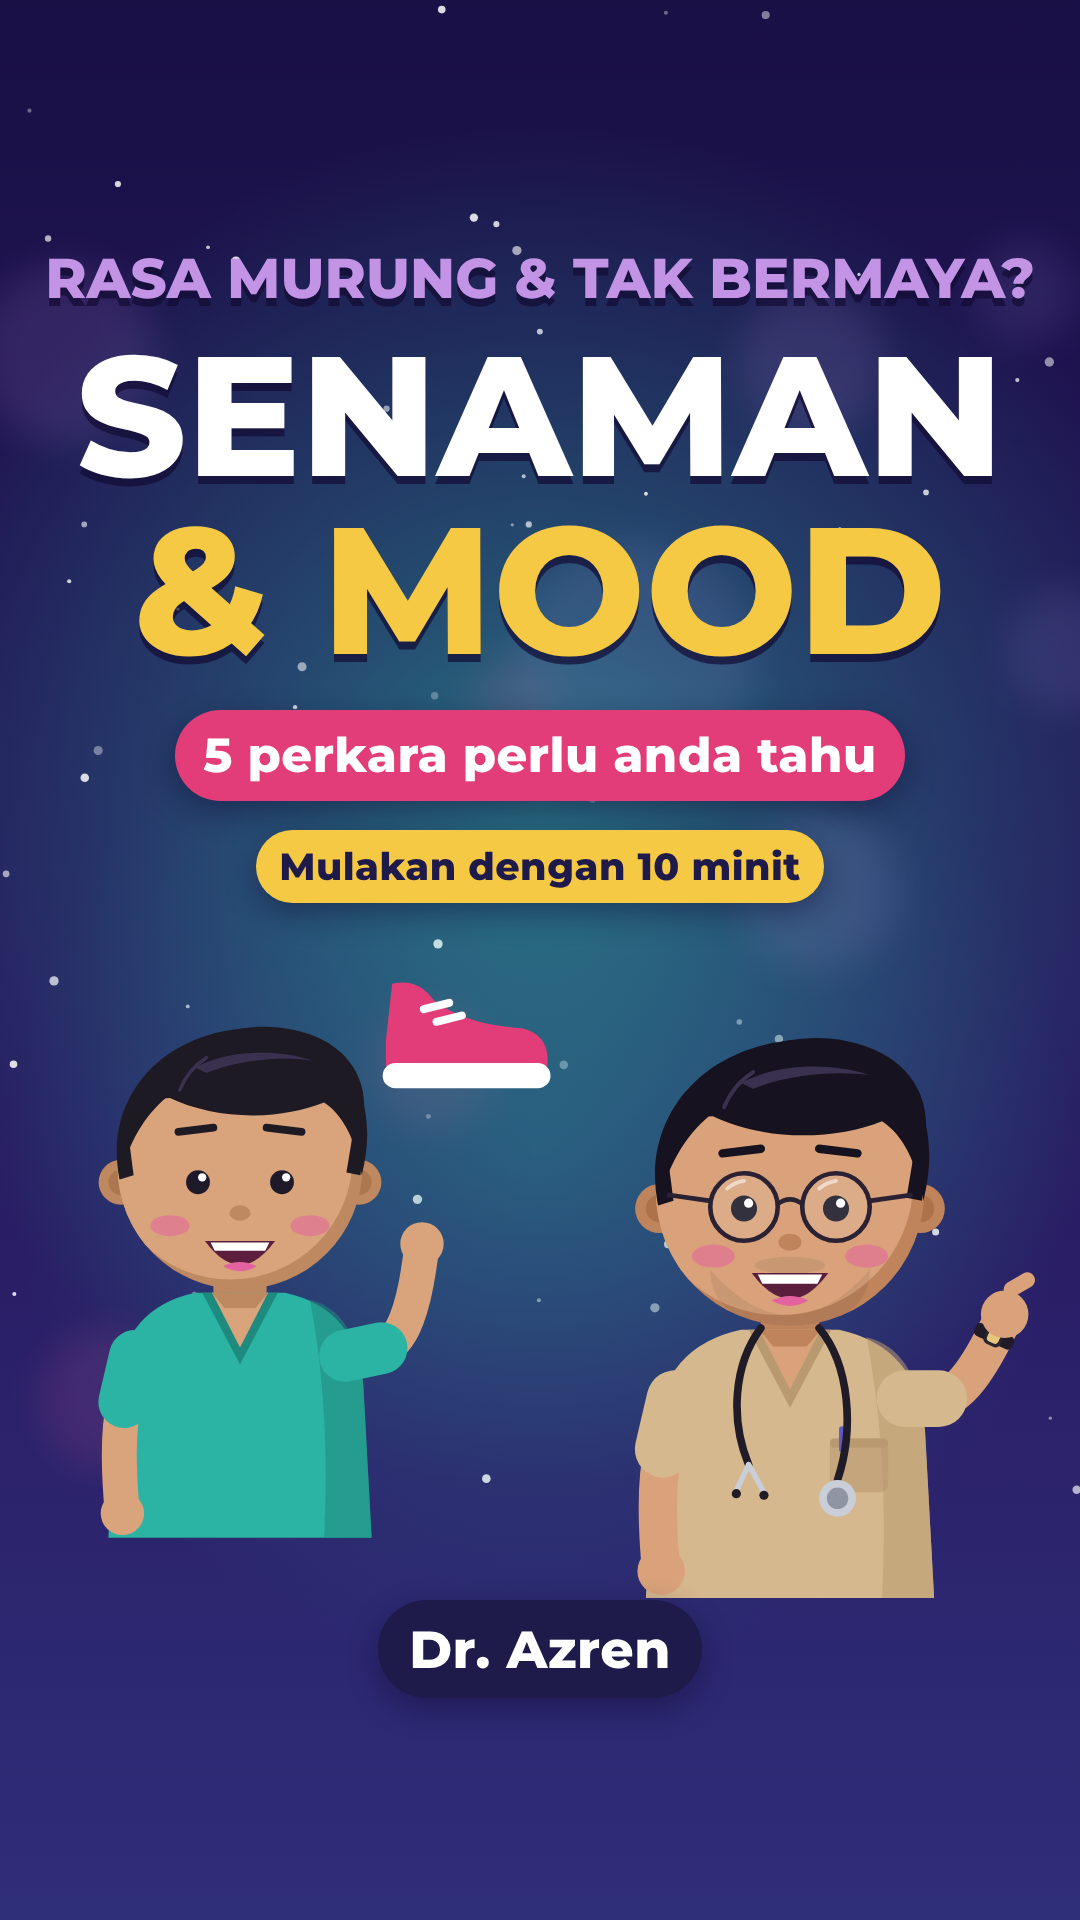 RASA MURUNG & TAK BERMAYA?
SENAMAN
& MOOD
5 perkara perlu anda tahu
Mulakan dengan 10 minit
Dr. Azren